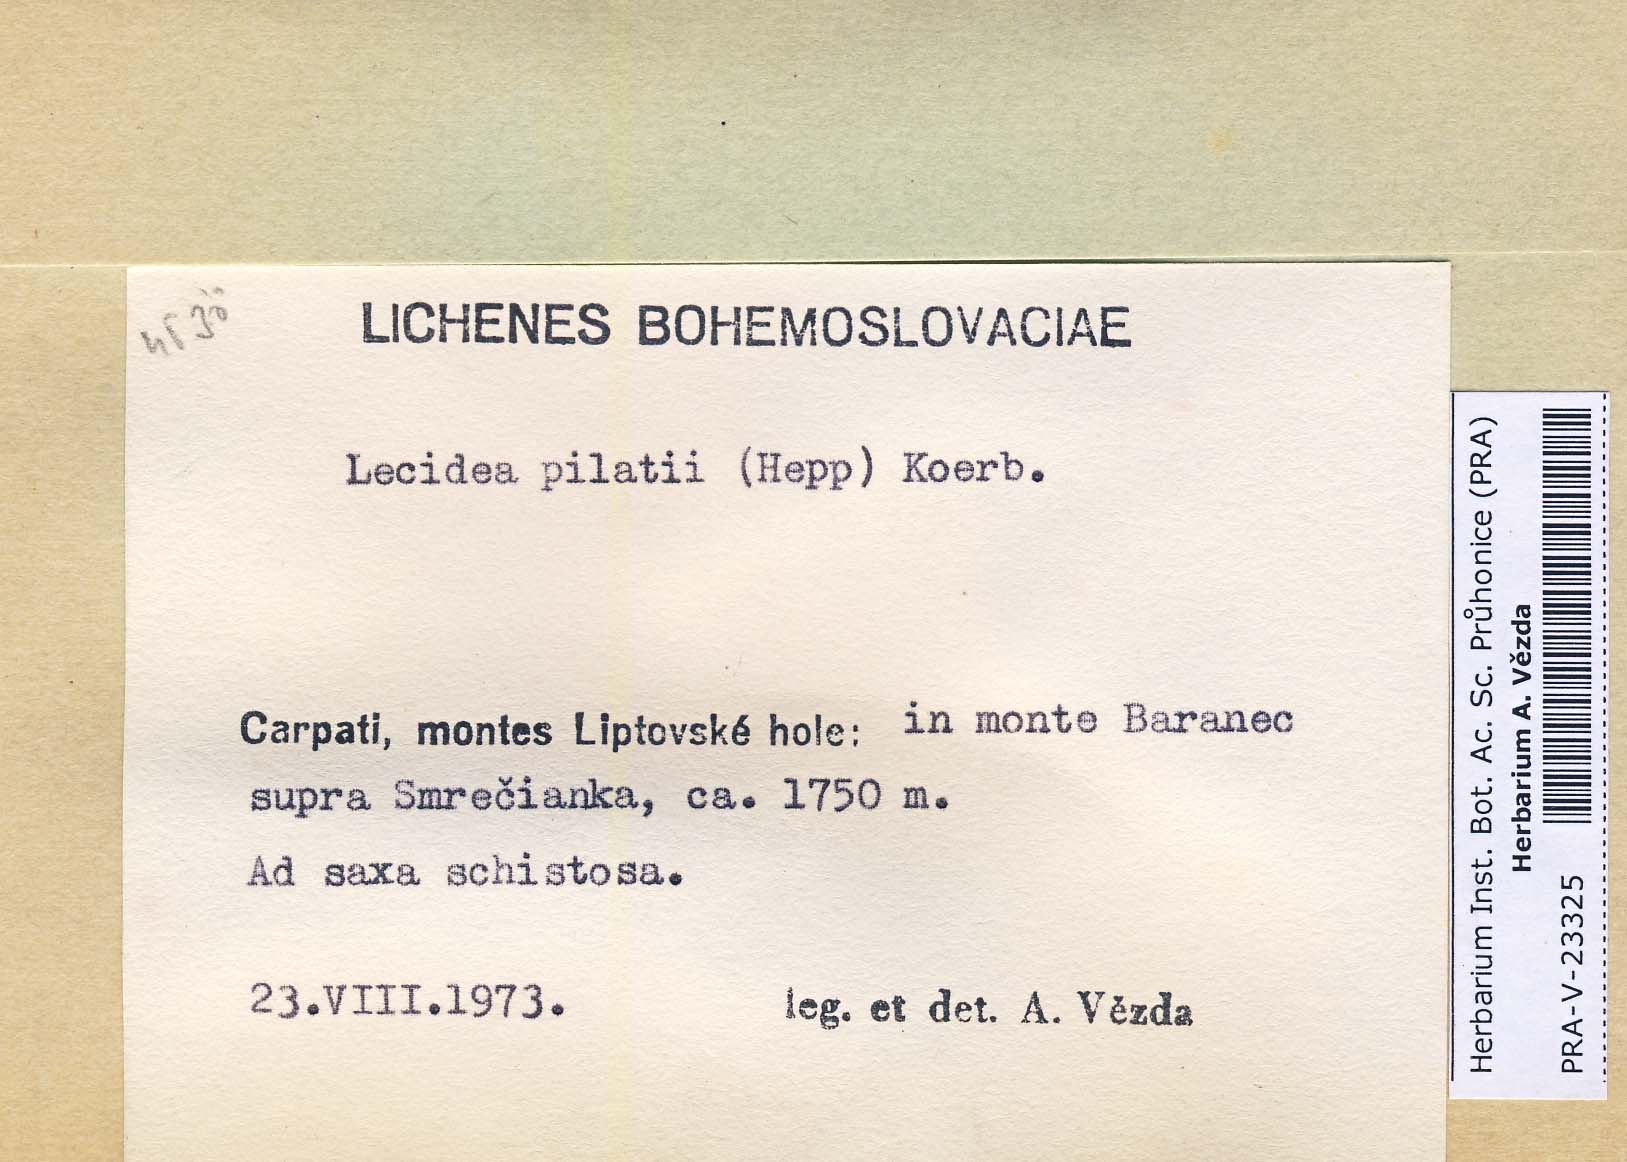 LICHENES BOHEMOSLOVACIAE
Lecidea pilatii (Hepp) Koerb.
Carpati, montes Liptovské hole: in monte Baranec
supra Smrečianka, ca. 1750 m.
Ad saxa schistosa.
23.VIII.1973.
leg. et det. A. Vězda
Herbarium Inst. Bot. Ac. Sc. Průhonice (PRA)
Herbarium A. Vězda
PRA-V-23325